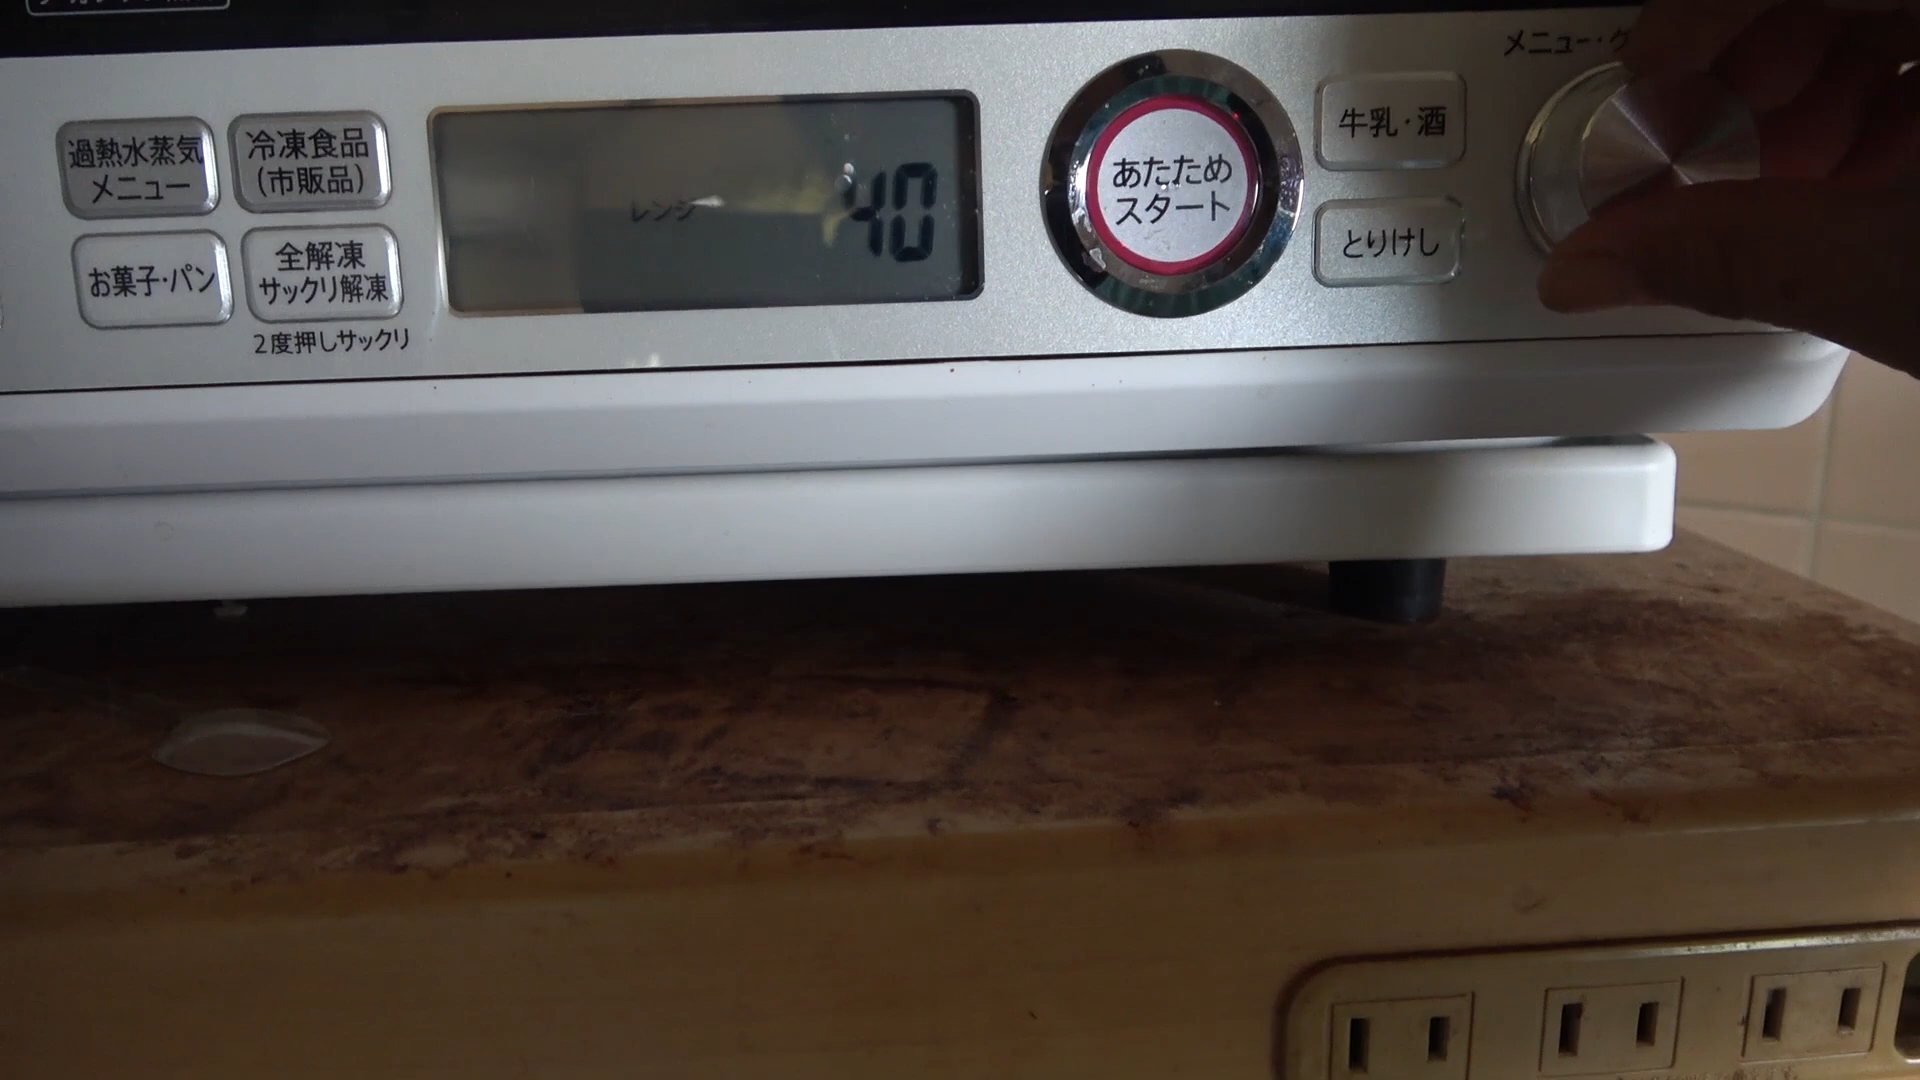 過熱水蒸気
メニュー
冷凍食品
(市販品)
お菓子・パン
全解凍
サックリ解凍
2度押しサックリ
レンジ
40
あたため
スタート
牛乳・酒
とりけし
メニュー・